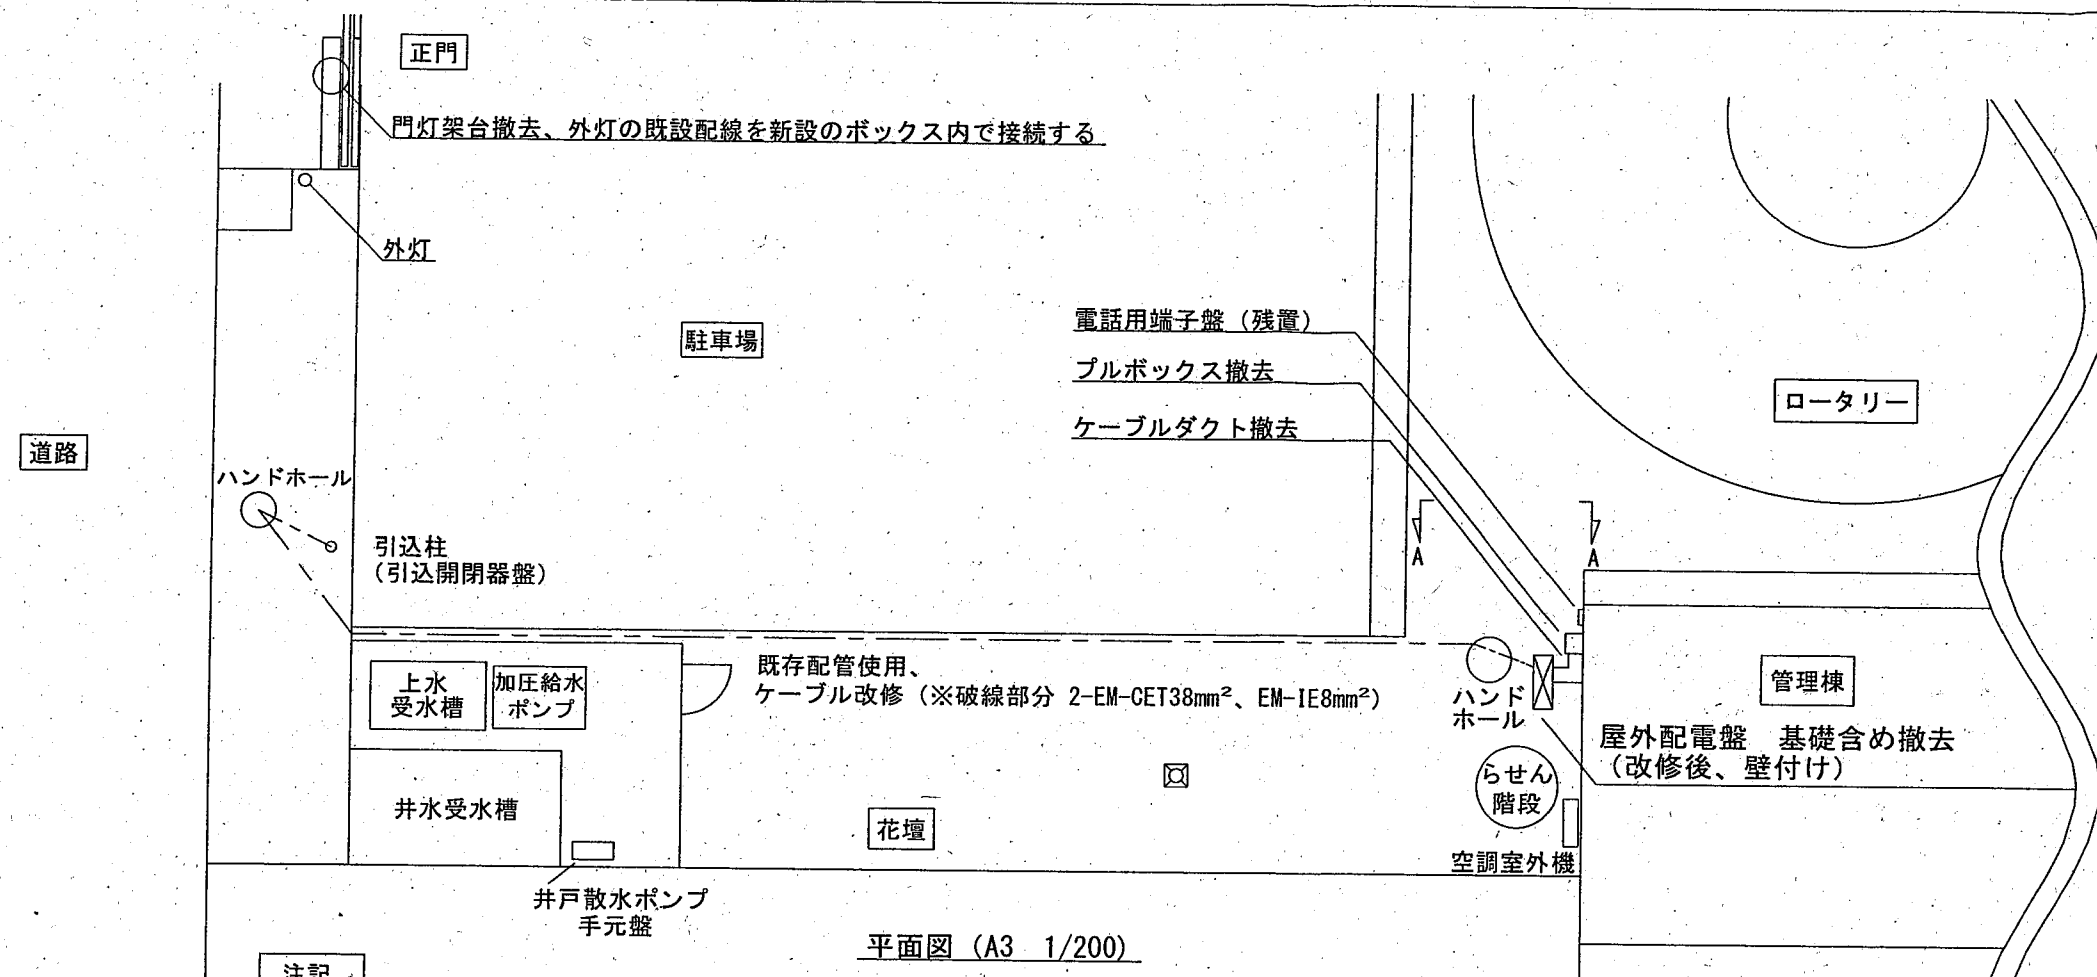 正門
門灯架台撤去、外灯の既設配線を新設のボックス内で接続する
外灯
駐車場
電話用端子盤（残置）
プルボックス撤去
ケーブルダクト撤去
ロータリー
道路
ハンドホール
引込柱
（引込開閉器盤）
A
A
上水
受水槽
加圧給水
ポンプ
既存配管使用、
ケーブル改修（※破線部分 2-EM-CET38mm²、EM-IE8mm²）
ハンド
ホール
管理棟
屋外配電盤　基礎含め撤去
（改修後、壁付け）
らせん
階段
井水受水槽
花壇
空調室外機
井戸散水ポンプ
手元盤
平面図（A3　1/200）
注記